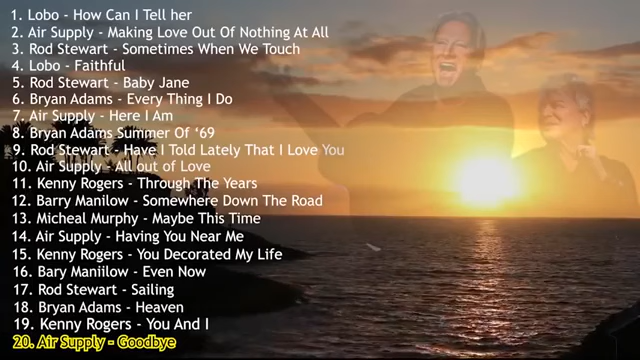 1. Lobo - How Can I Tell her
2. Air Supply - Making Love Out Of Nothing At All
3. Rod Stewart - Sometimes When We Touch
4. Lobo - Faithful
5. Rod Stewart - Baby Jane
6. Bryan Adams - Every Thing I Do
7. Air Supply - Here I Am
8. Bryan Adams Summer Of ‘69
9. Rod Stewart - Have I Told Lately That I Love You
10. Air Supply - All out of Love
11. Kenny Rogers - Through The Years
12. Barry Manilow - Somewhere Down The Road
13. Micheal Murphy - Maybe This Time
14. Air Supply - Having You Near Me
15. Kenny Rogers - You Decorated My Life
16. Bary Maniilow - Even Now
17. Rod Stewart - Sailing
18. Bryan Adams - Heaven
19. Kenny Rogers - You And I
20. Air Supply - Goodbye